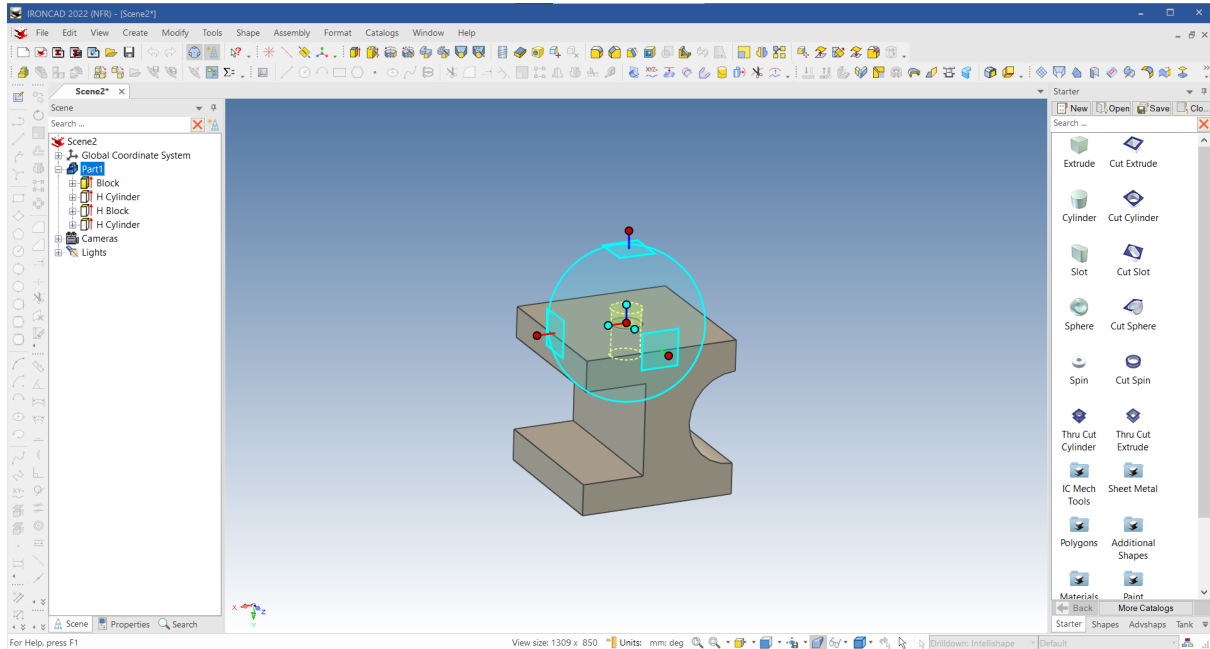 IRONCAD 2022 (NFR) - [Scene2*]
File Edit View Create Modify Tools Shape Assembly Format Catalogs Window Help
Scene2*
Scene
Search ...
Scene2
Global Coordinate System
Part1
Block
H Cylinder
H Block
H Cylinder
Cameras
Lights
X
Z
Y
Scene Properties Search
Starter
New Open Save Clo...
Search ...
Extrude Cut Extrude
Cylinder Cut Cylinder
Slot Cut Slot
Sphere Cut Sphere
Spin Cut Spin
Thru Cut Thru Cut
Cylinder Extrude
IC Mech Sheet Metal
Tools
Polygons Additional
Shapes
Materials Paint
Back More Catalogs
Starter Shapes Advshaps Tank
For Help, press F1
View size: 1309 x 850 Units: mm; deg Drilldown: Intellishape Default